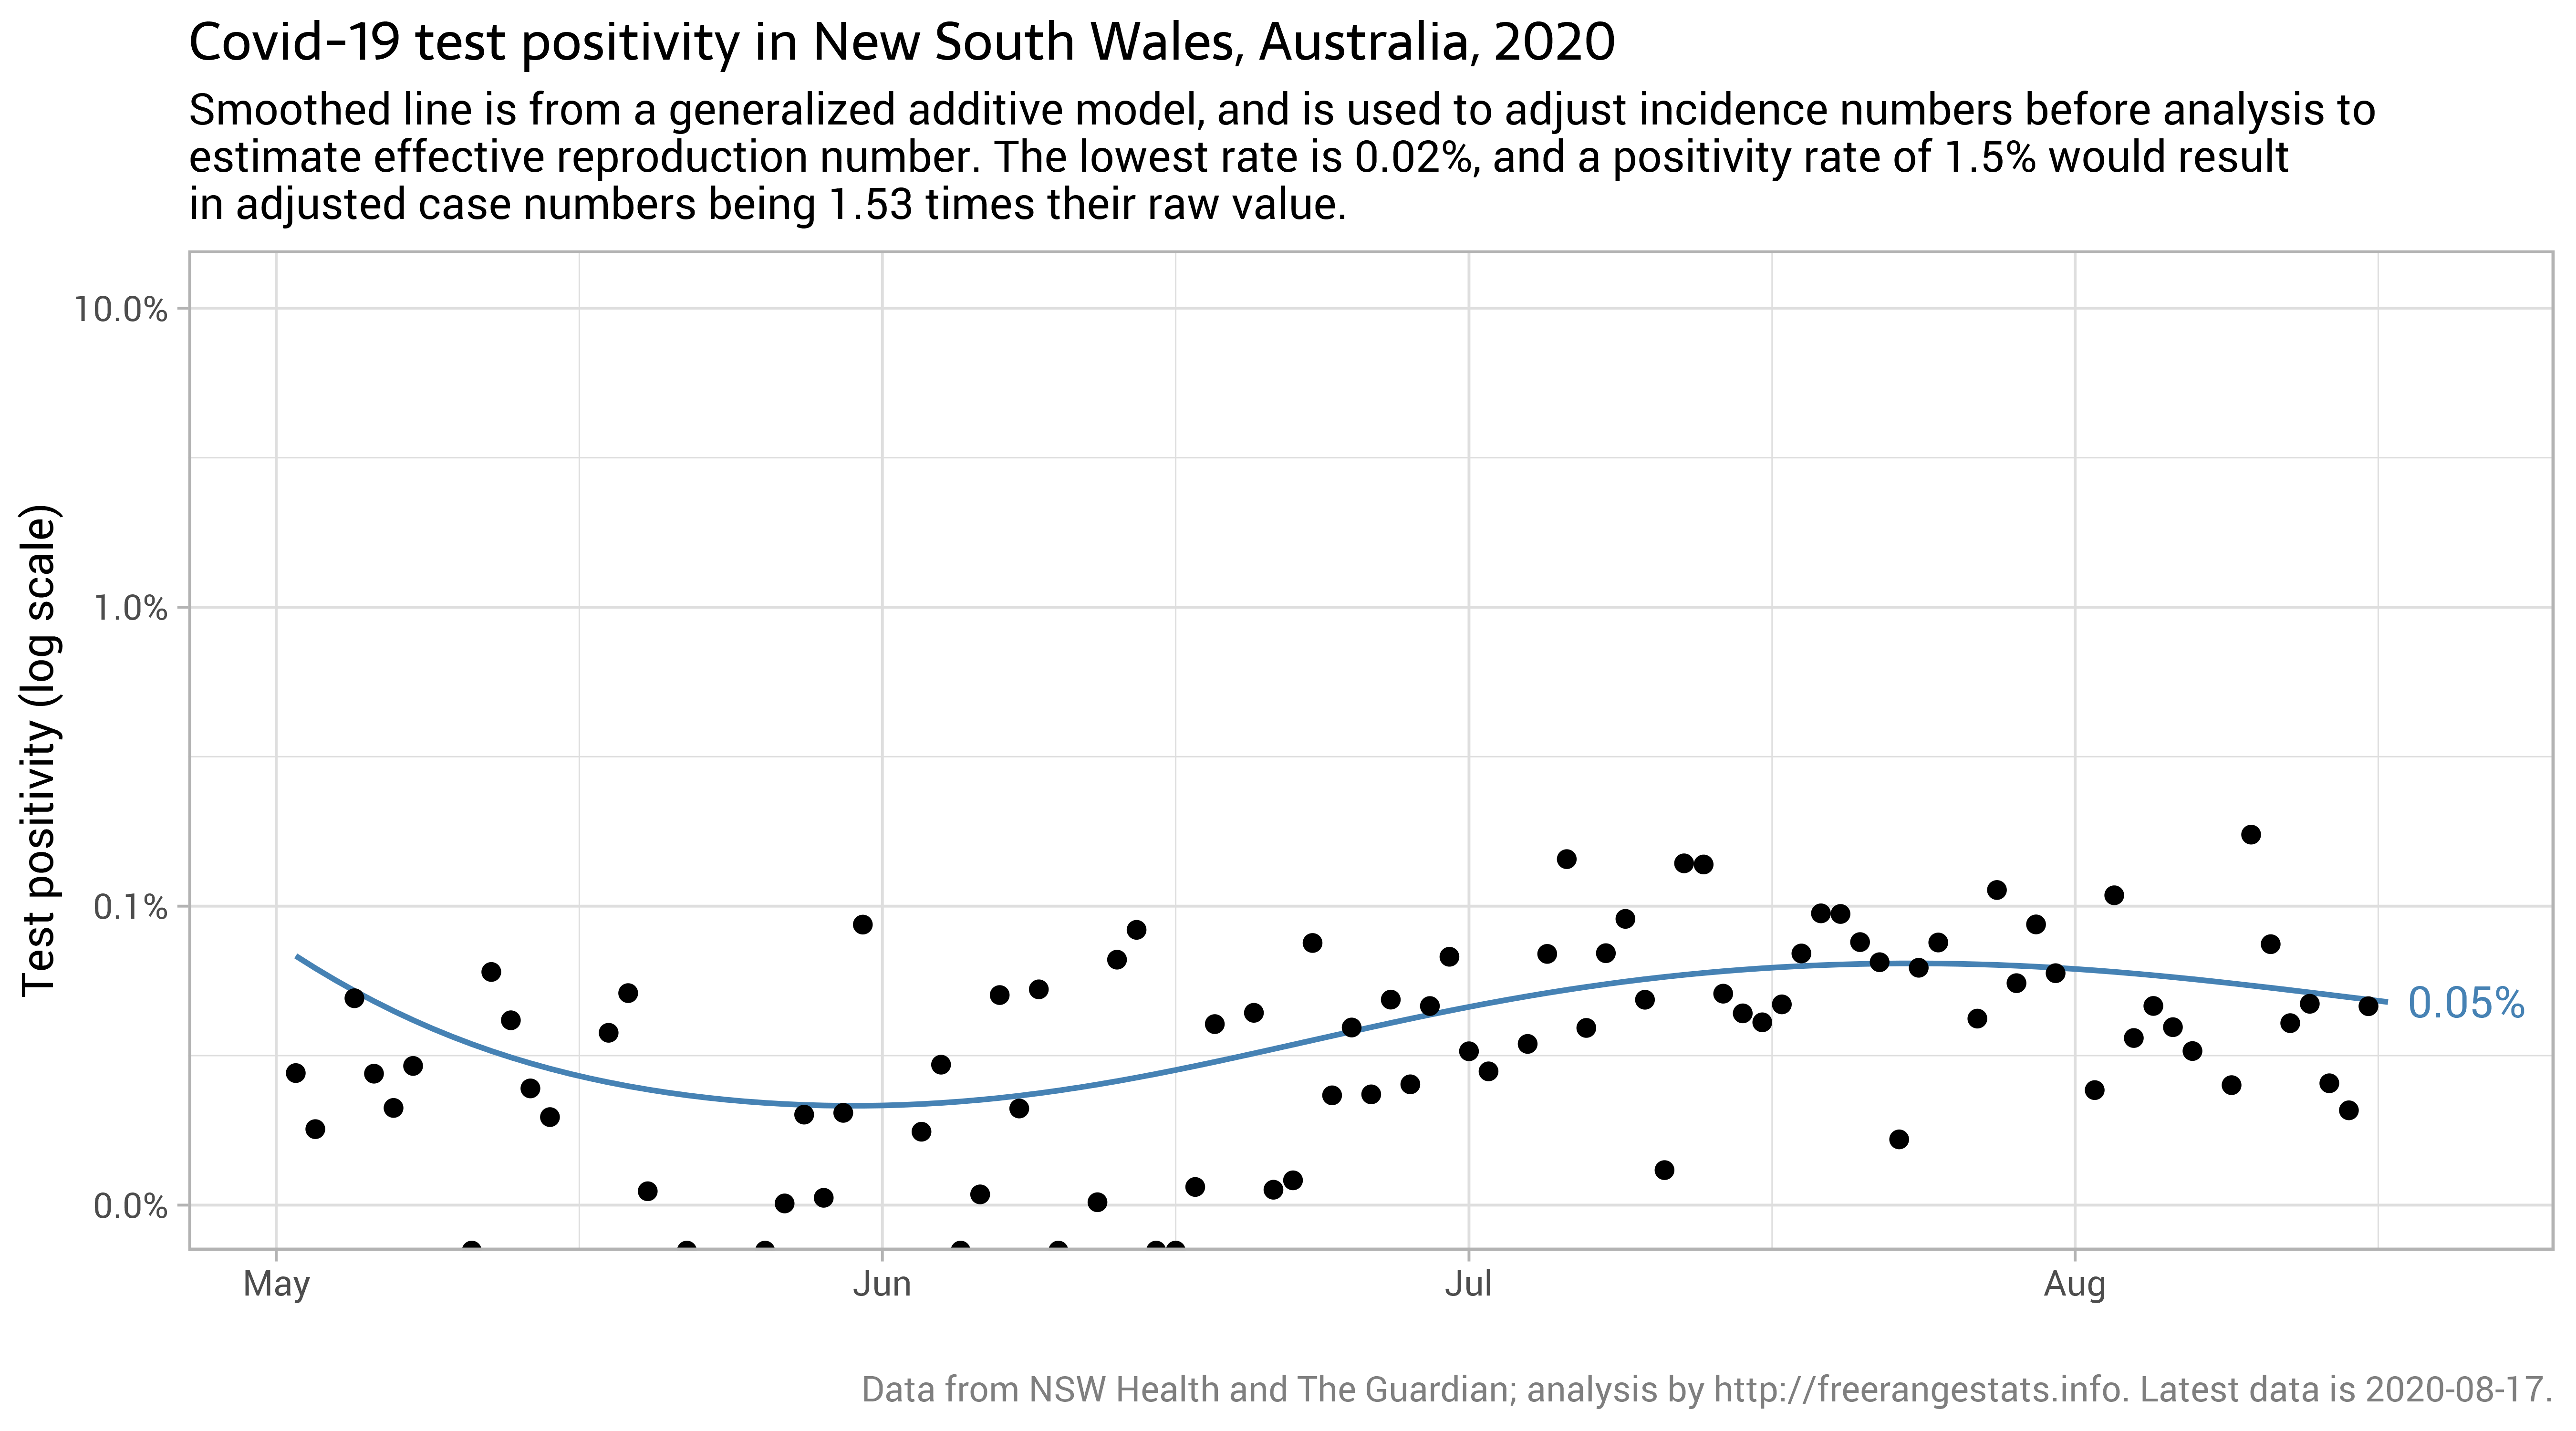 Covid-19 test positivity in New South Wales, Australia, 2020
Smoothed line is from a generalized additive model, and is used to adjust incidence numbers before analysis to
estimate effective reproduction number. The lowest rate is 0.02%, and a positivity rate of 1.5% would result
in adjusted case numbers being 1.53 times their raw value.
Test positivity (log scale)
10.0%
1.0%
0.1%
0.0%
0.05%
May
Jun
Jul
Aug
Data from NSW Health and The Guardian; analysis by http://freerangestats.info. Latest data is 2020-08-17.